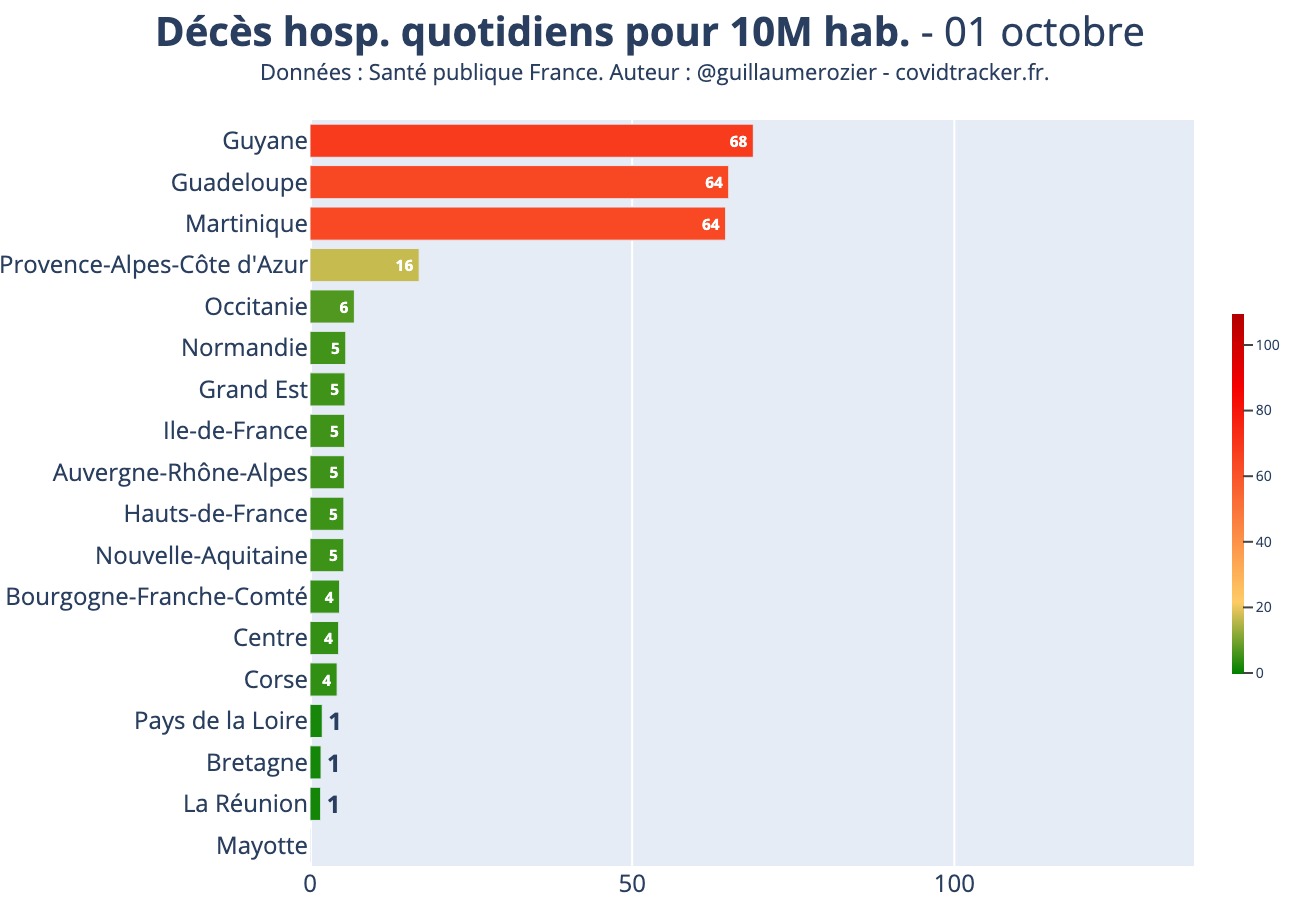 Décès hosp. quotidiens pour 10M hab. - 01 octobre
Données : Santé publique France. Auteur : @guillaumerozier - covidtracker.fr.
Guyane 68
Guadeloupe 64
Martinique 64
Provence-Alpes-Côte d'Azur 16
Occitanie 6
Normandie 5
Grand Est 5
Ile-de-France 5
Auvergne-Rhône-Alpes 5
Hauts-de-France 5
Nouvelle-Aquitaine 5
Bourgogne-Franche-Comté 4
Centre 4
Corse 4
Pays de la Loire 1
Bretagne 1
La Réunion 1
Mayotte
0 50 100
100
80
60
40
20
0